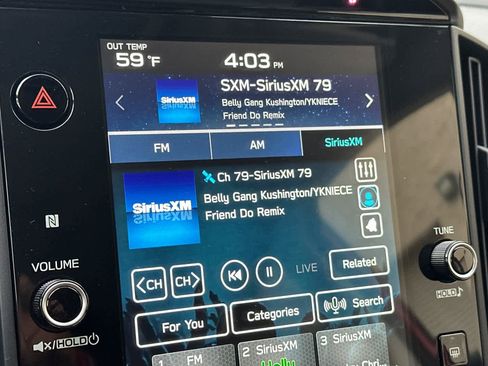 OUT TEMP
59 °F
4:03 PM
SXM-SiriusXM 79
SiriusXM
Belly Gang Kushington/YKNIECE
Friend Do Remix
FM
AM
SiriusXM
Ch 79-SiriusXM 79
SiriusXM
Belly Gang Kushington/YKNIECE
Friend Do Remix
VOLUME
TUNE
<CH
CH>
LIVE
Related
HOLD
HOLD
For You
Categories
Search
1 FM
2 SiriusXM
Holly
3 SiriusXM